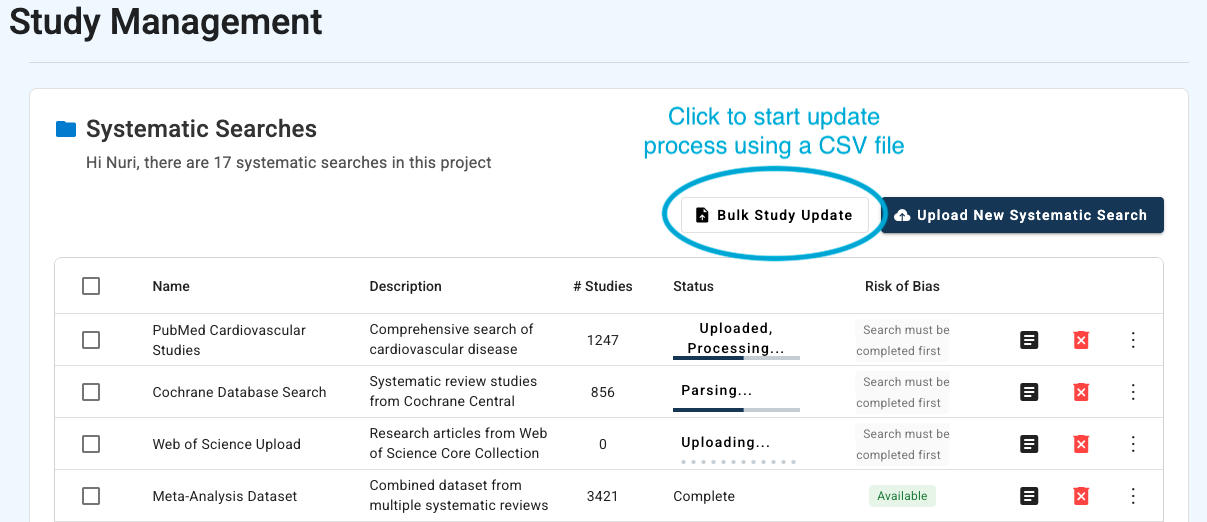 Study Management
Systematic Searches
Hi Nuri, there are 17 systematic searches in this project
Click to start update
process using a CSV file
Bulk Study Update
Upload New Systematic Search
Name Description # Studies Status Risk of Bias
PubMed Cardiovascular
Studies
Comprehensive search of
cardiovascular disease
1247
Uploaded,
Processing...
Search must be
completed first
Cochrane Database Search
Systematic review studies
from Cochrane Central
856
Parsing...
Search must be
completed first
Web of Science Upload
Research articles from Web
of Science Core Collection
0
Uploading...
Search must be
completed first
Meta-Analysis Dataset
Combined dataset from
multiple systematic reviews
3421
Complete
Available